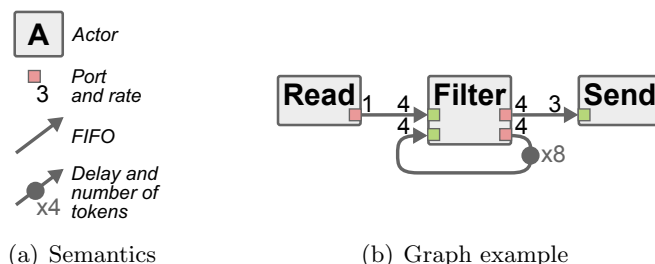 A
Actor
3
Port
and rate
FIFO
x4
Delay and
number of
tokens
(a) Semantics
Read
1
4
Filter
4
3
Send
4
4
x8
(b) Graph example